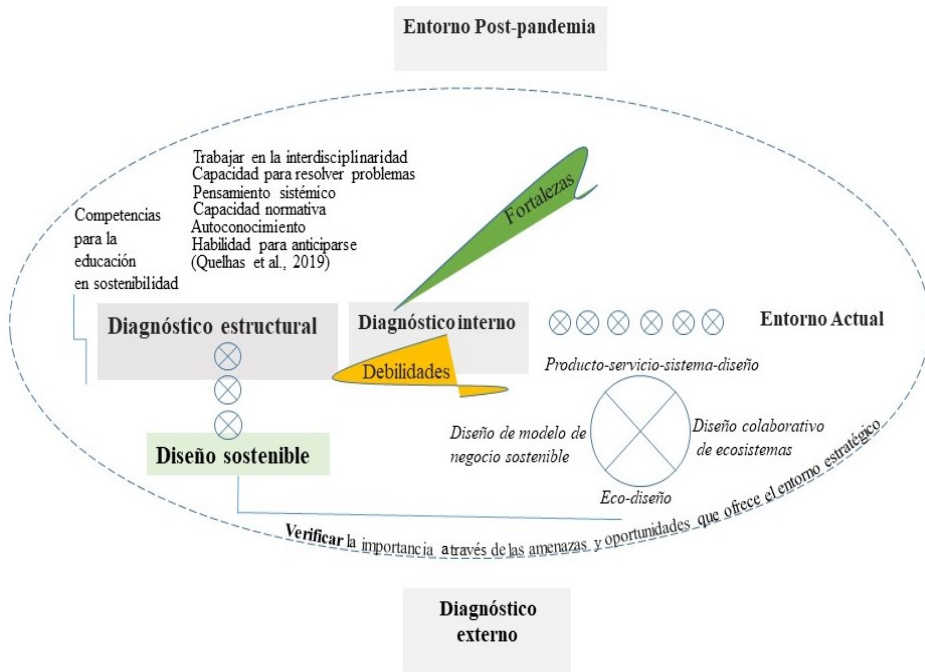 Entorno Post-pandemia
Trabajar en la interdisciplinaridad
Capacidad para resolver problemas
Pensamiento sistémico
Capacidad normativa
Autoconocimiento
Habilidad para anticiparse
(Quelhas et al., 2019)
Competencias
para la
educación
en sostenibilidad
Fortalezas
Diagnóstico estructural
Diagnóstico interno
Entorno Actual
Debilidades
Producto-servicio-sistema-diseño
Diseño de modelo de
negocio sostenible
Diseño colaborativo
de ecosistemas
Eco-diseño
Diseño sostenible
Verificar la importancia através de las amenazas y oportunidades que ofrece el entorno estratégico
Diagnóstico
externo